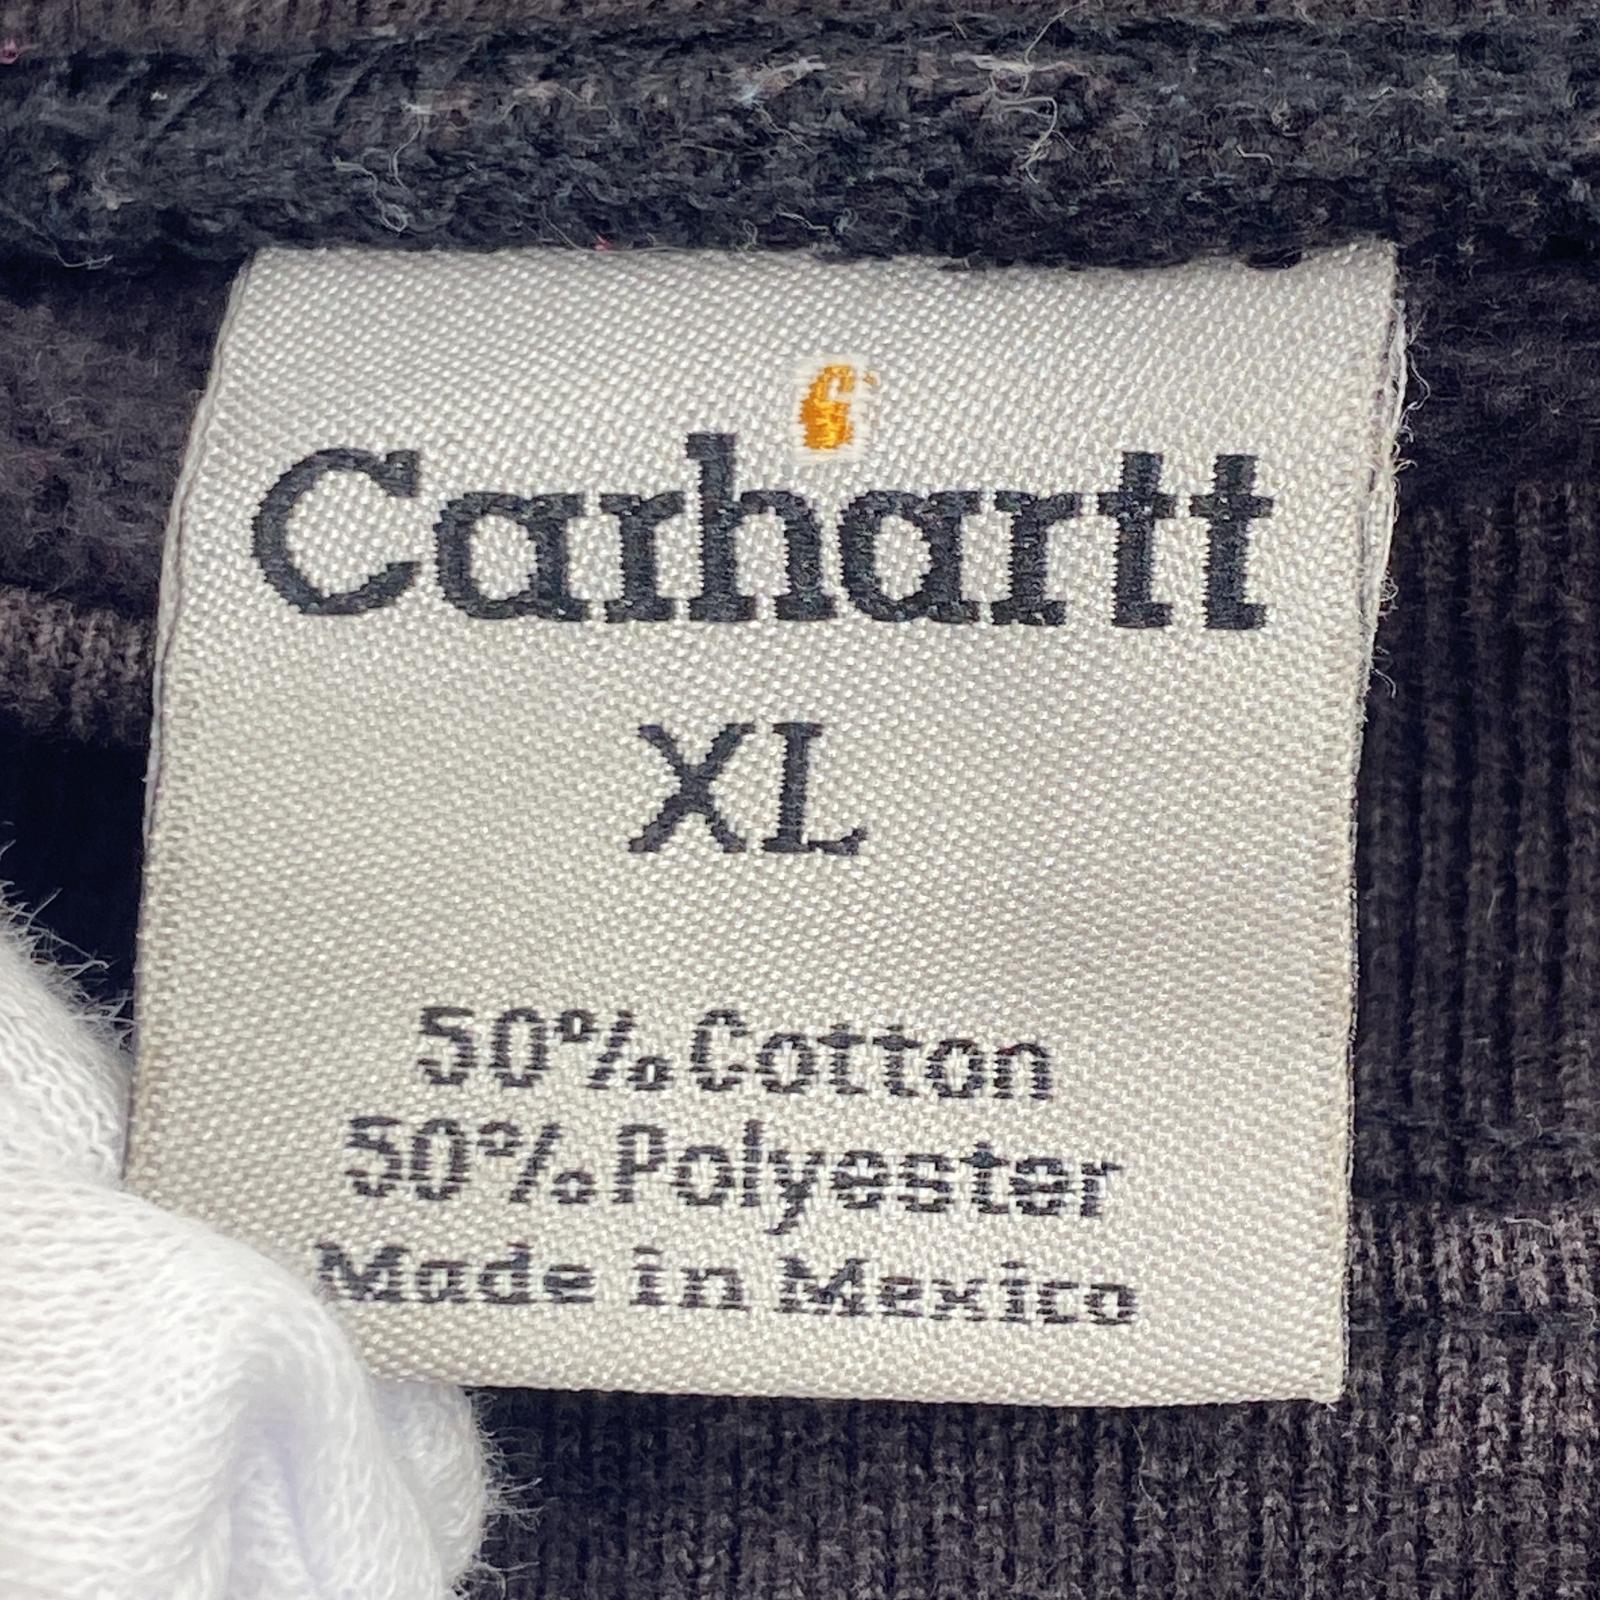 Carhartt
XL
50% Cotton
50% Polyester
Made in Mexico